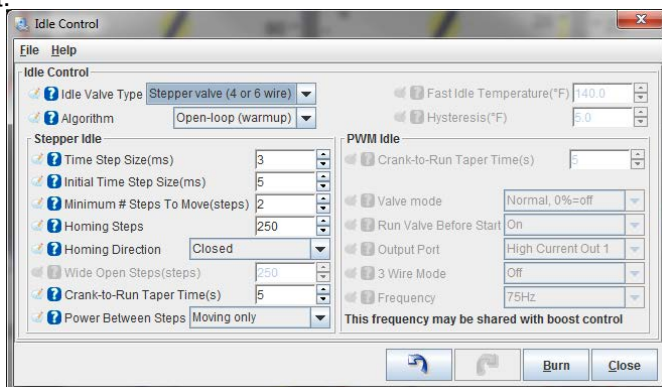 Idle Control
File Help
Idle Control
Idle Valve Type Stepper valve (4 or 6 wire)
Algorithm Open-loop (warmup)
Fast Idle Temperature(°F) 140.0
Hysteresis(°F) 5.0
Stepper Idle
Time Step Size(ms) 3
Initial Time Step Size(ms) 5
Minimum # Steps To Move(steps) 2
Homing Steps 250
Homing Direction Closed
Wide Open Steps(steps) 250
Crank-to-Run Taper Time(s) 5
Power Between Steps Moving only
PWM Idle
Crank-to-Run Taper Time(s) 5
Valve mode Normal, 0%=off
Run Valve Before Start On
Output Port High Current Out 1
3 Wire Mode Off
Frequency 75Hz
This frequency may be shared with boost control
Burn Close